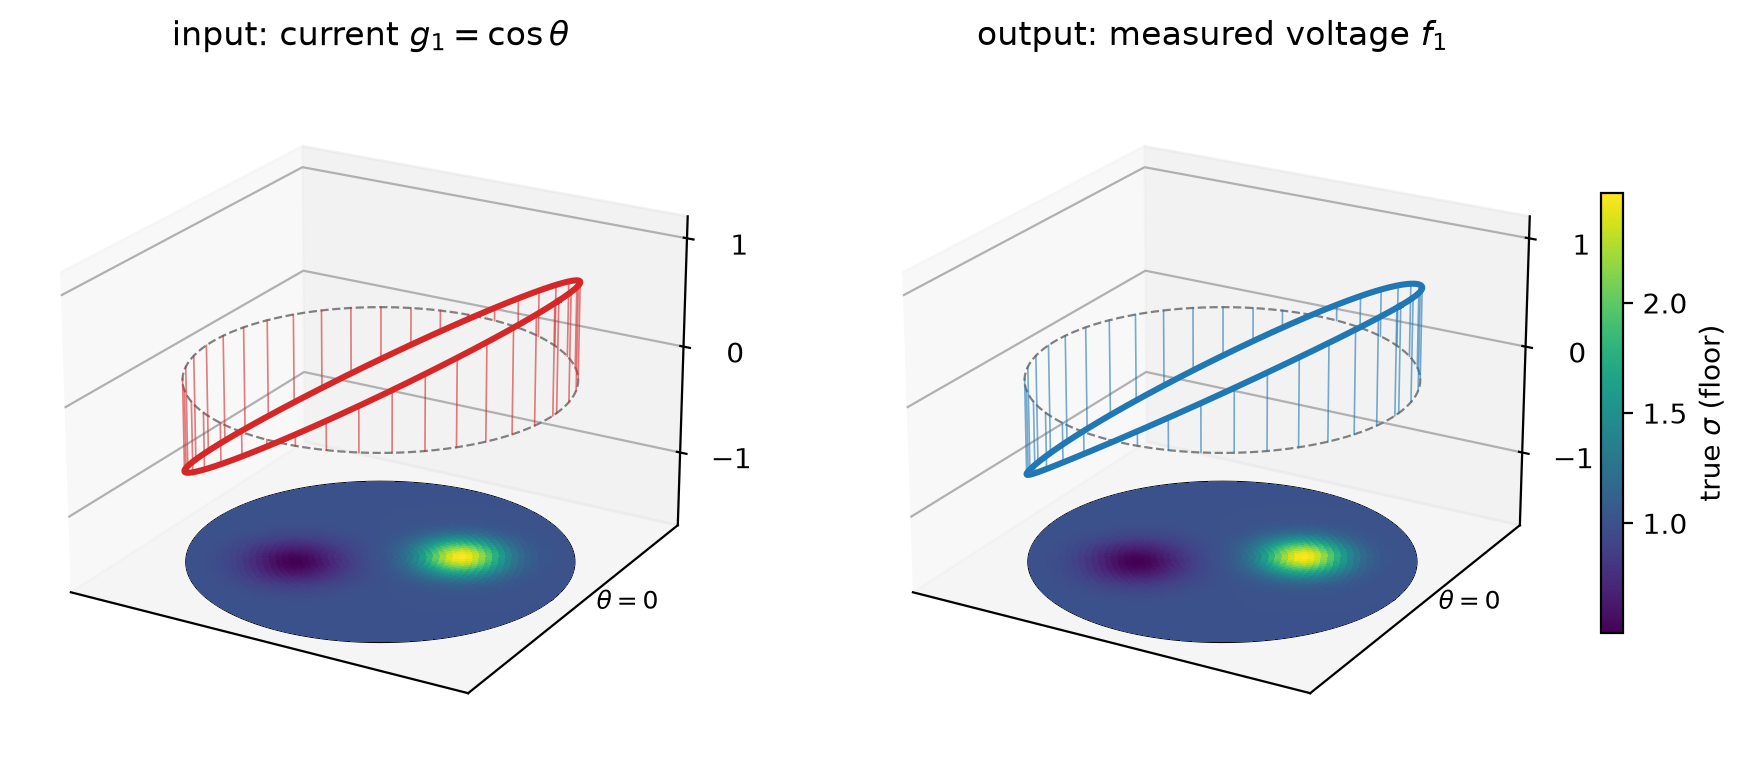 input: current g₁ = cos θ
output: measured voltage f₁
1
0
−1
θ = 0
1
0
−1
θ = 0
2.0
1.5
1.0
true σ (floor)